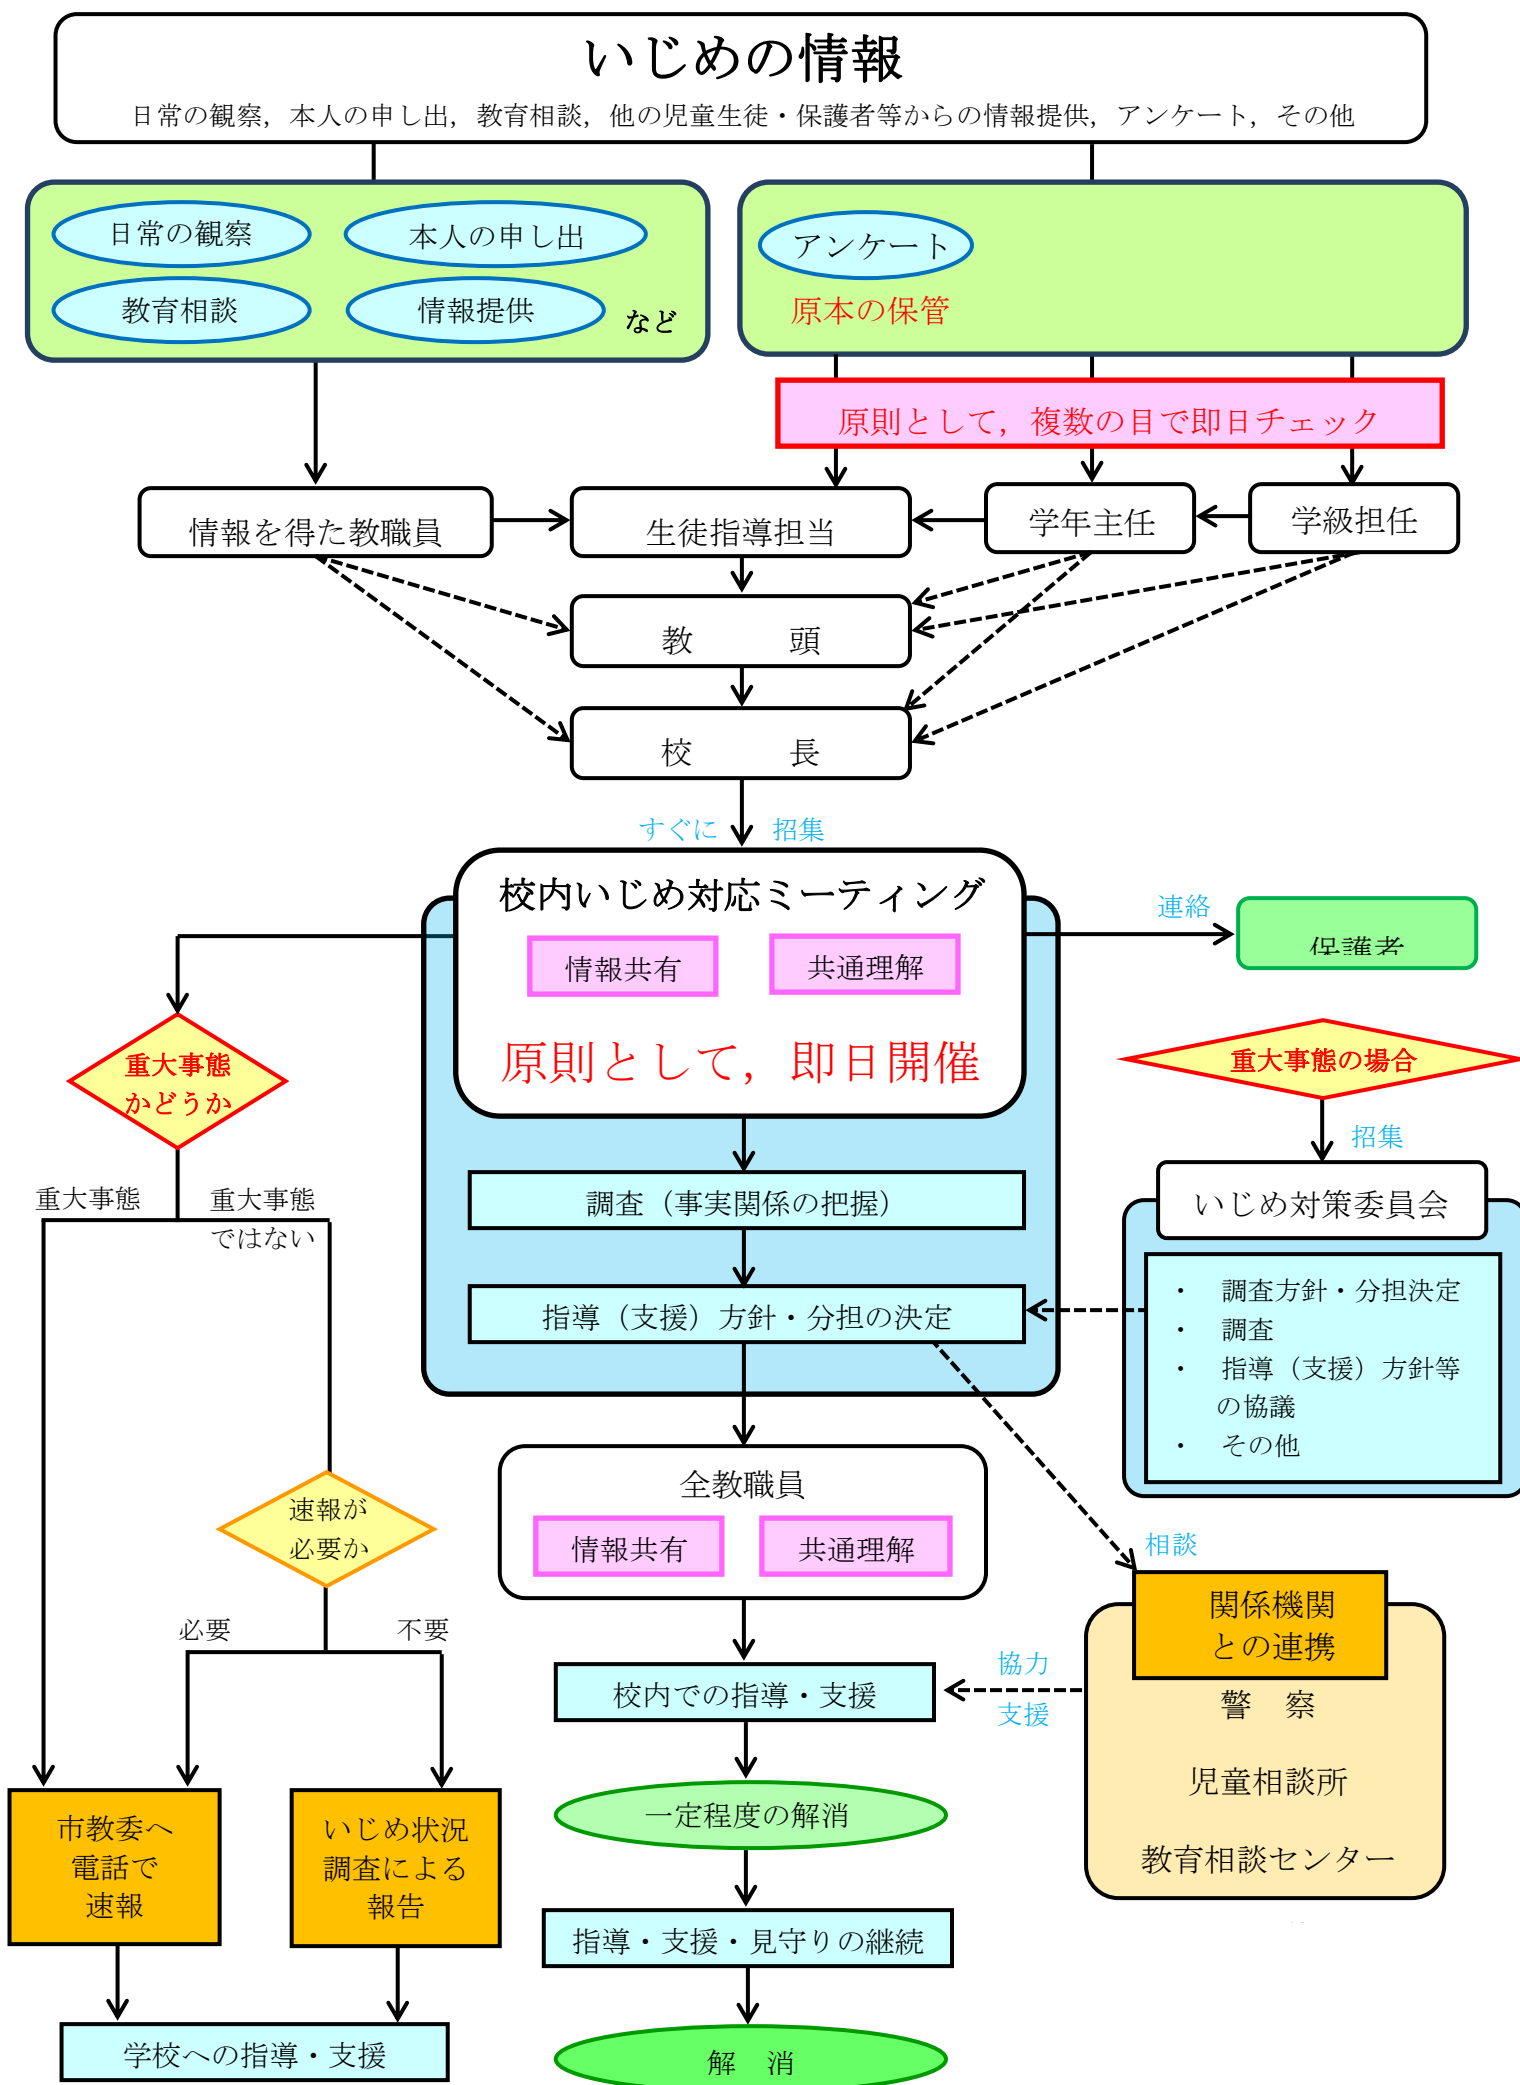 いじめの情報
日常の観察，本人の申し出，教育相談，他の児童生徒・保護者等からの情報提供，アンケート，その他
日常の観察
本人の申し出
教育相談
情報提供
など
アンケート
原本の保管
原則として，複数の目で即日チェック
情報を得た教職員
生徒指導担当
学年主任
学級担任
教　　　頭
校　　　長
すぐに
招集
校内いじめ対応ミーティング
情報共有
共通理解
原則として，即日開催
連絡
保護者
重大事態
かどうか
重大事態の場合
招集
重大事態
重大事態
ではない
調査（事実関係の把握）
指導（支援）方針・分担の決定
いじめ対策委員会
・　調査方針・分担決定
・　調査
・　指導（支援）方針等
の協議
・　その他
全教職員
情報共有
共通理解
速報が
必要か
必要
不要
相談
関係機関
との連携
警　察
児童相談所
教育相談センター
協力
支援
校内での指導・支援
一定程度の解消
市教委へ
電話で
速報
いじめ状況
調査による
報告
指導・支援・見守りの継続
学校への指導・支援
解　消